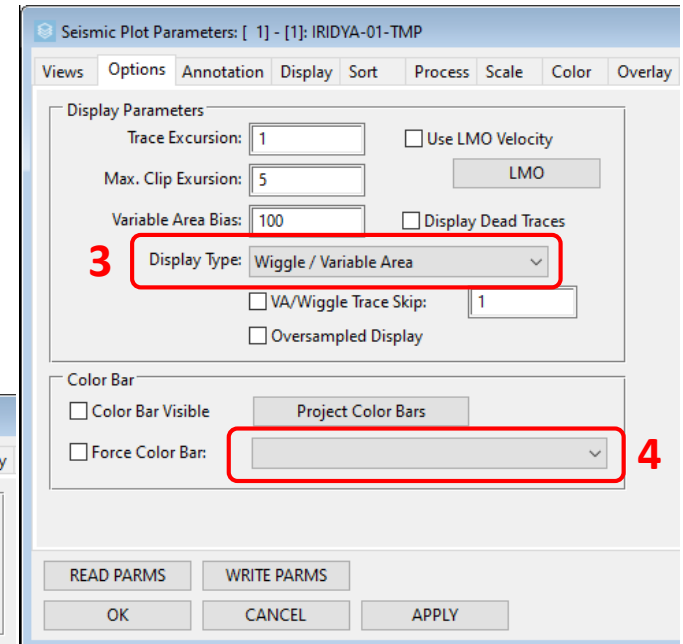 Seismic Plot Parameters: [ 1] - [1]: IRIDYA-01-TMP
Views Options Annotation Display Sort Process Scale Color Overlay
Display Parameters
Trace Excursion: 1 Use LMO Velocity
Max. Clip Exursion: 5 LMO
Variable Area Bias: 100 Display Dead Traces
3 Display Type: Wiggle / Variable Area
VA/Wiggle Trace Skip: 1
Oversampled Display
Color Bar
Color Bar Visible Project Color Bars
Force Color Bar: 4
y
READ PARMS WRITE PARMS
OK CANCEL APPLY